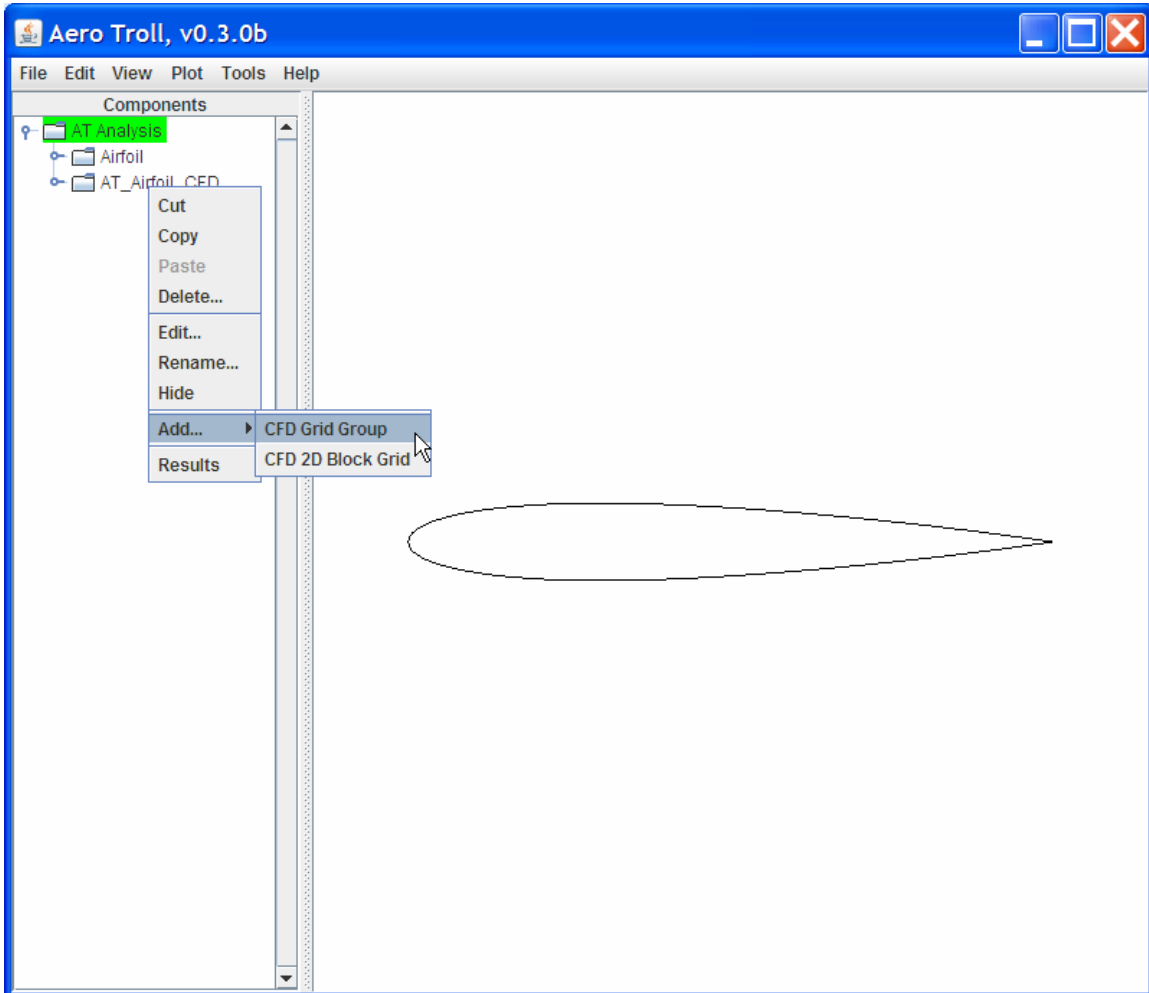 Aero Troll, v0.3.0b
File Edit View Plot Tools Help
Components
AT Analysis
Airfoil
AT_Airfoil_CFD
Cut
Copy
Paste
Delete...
Edit...
Rename...
Hide
Add...
CFD Grid Group
CFD 2D Block Grid
Results